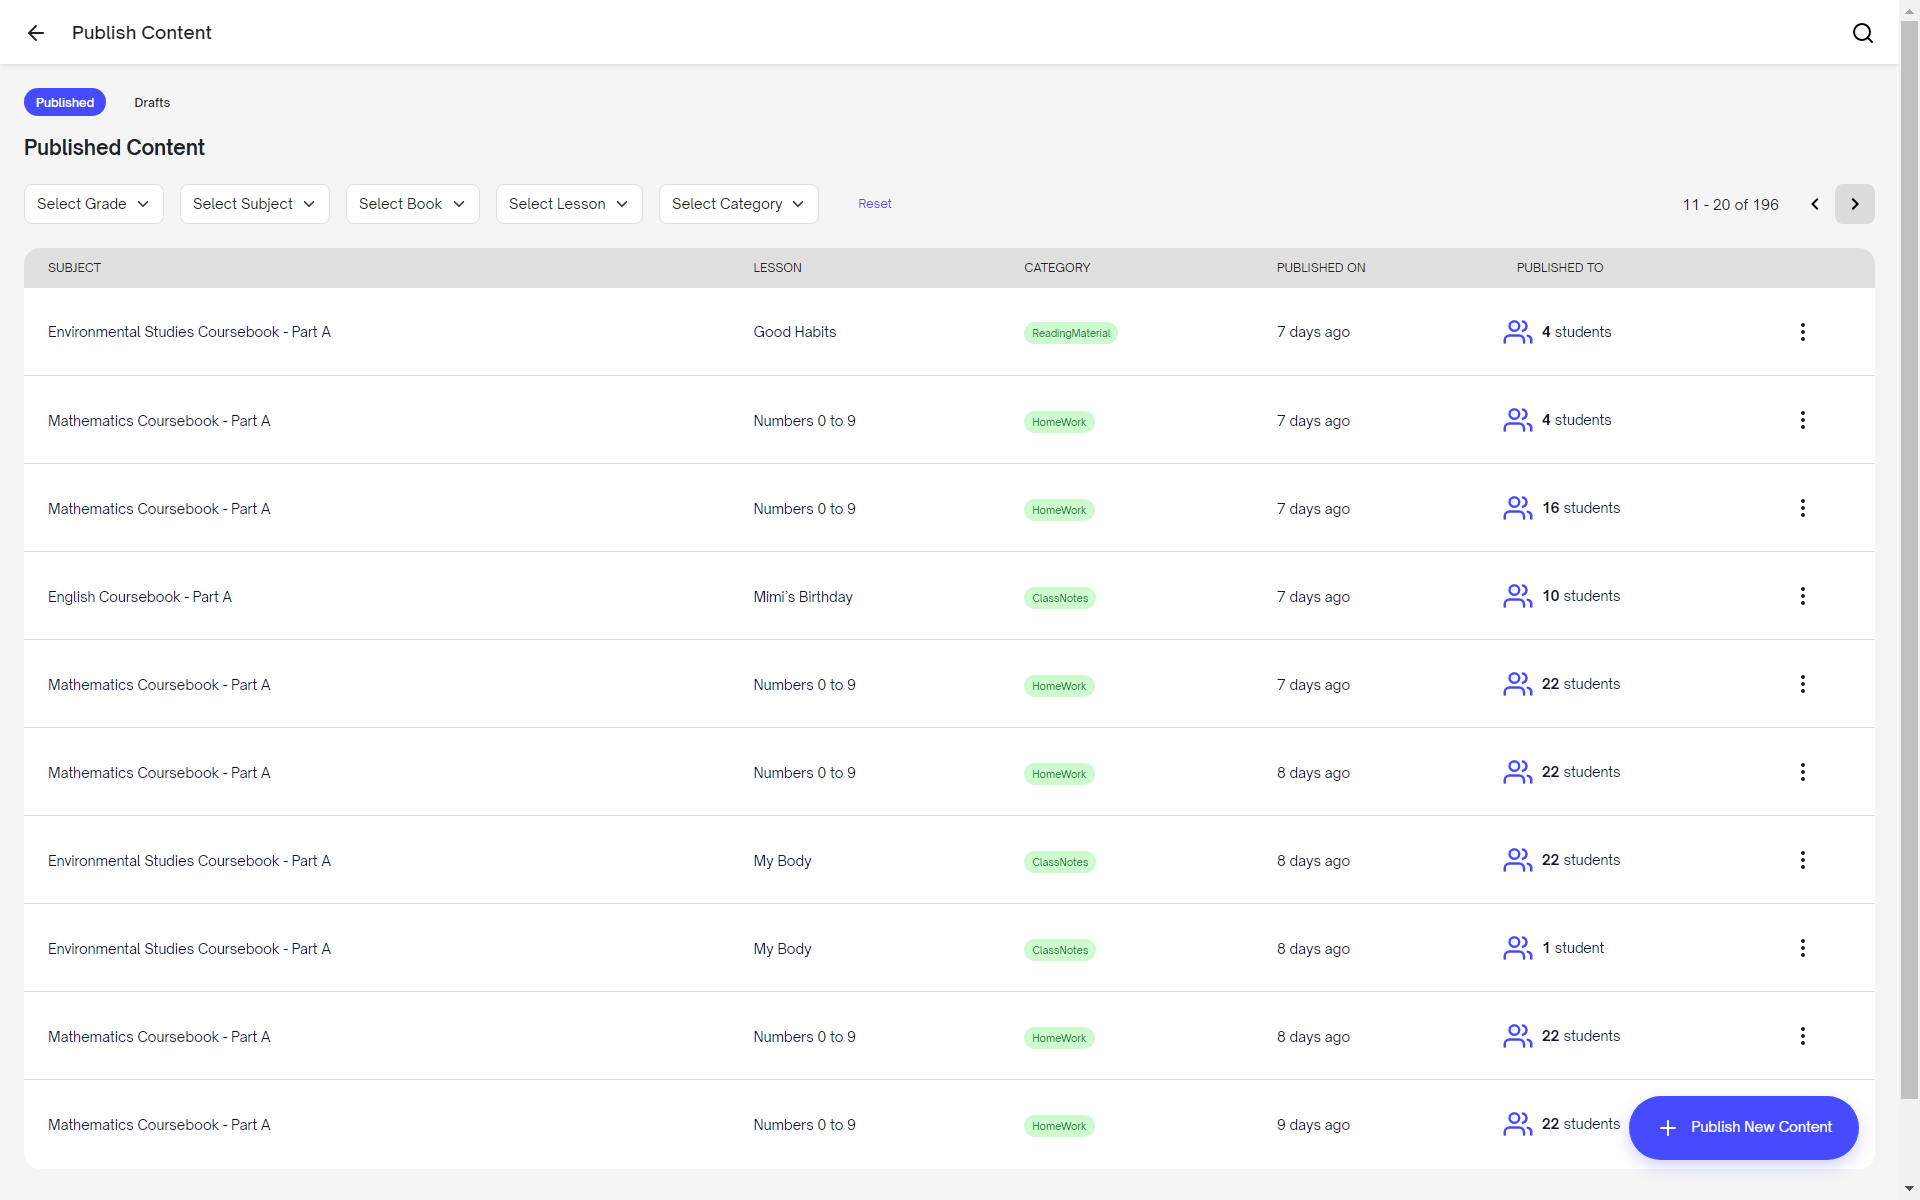 Publish Content
Published Drafts
Published Content
Select Grade Select Subject Select Book Select Lesson Select Category Reset 11 - 20 of 196
SUBJECT LESSON CATEGORY PUBLISHED ON PUBLISHED TO
Environmental Studies Coursebook - Part A Good Habits ReadingMaterial 7 days ago 4 students
Mathematics Coursebook - Part A Numbers 0 to 9 HomeWork 7 days ago 4 students
Mathematics Coursebook - Part A Numbers 0 to 9 HomeWork 7 days ago 16 students
English Coursebook - Part A Mimi’s Birthday ClassNotes 7 days ago 10 students
Mathematics Coursebook - Part A Numbers 0 to 9 HomeWork 7 days ago 22 students
Mathematics Coursebook - Part A Numbers 0 to 9 HomeWork 8 days ago 22 students
Environmental Studies Coursebook - Part A My Body ClassNotes 8 days ago 22 students
Environmental Studies Coursebook - Part A My Body ClassNotes 8 days ago 1 student
Mathematics Coursebook - Part A Numbers 0 to 9 HomeWork 8 days ago 22 students
Mathematics Coursebook - Part A Numbers 0 to 9 HomeWork 9 days ago 22 students
Publish New Content